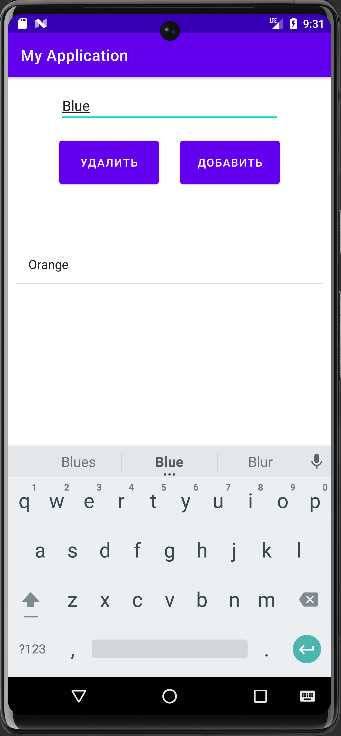 9:31
My Application
Blue
УДАЛИТЬ ДОБАВИТЬ
Orange
Blues Blue Blur
1 2 3 4 5 6 7 8 9 0
q w e r t y u i o p
a s d f g h j k l
z x c v b n m
?123 , .